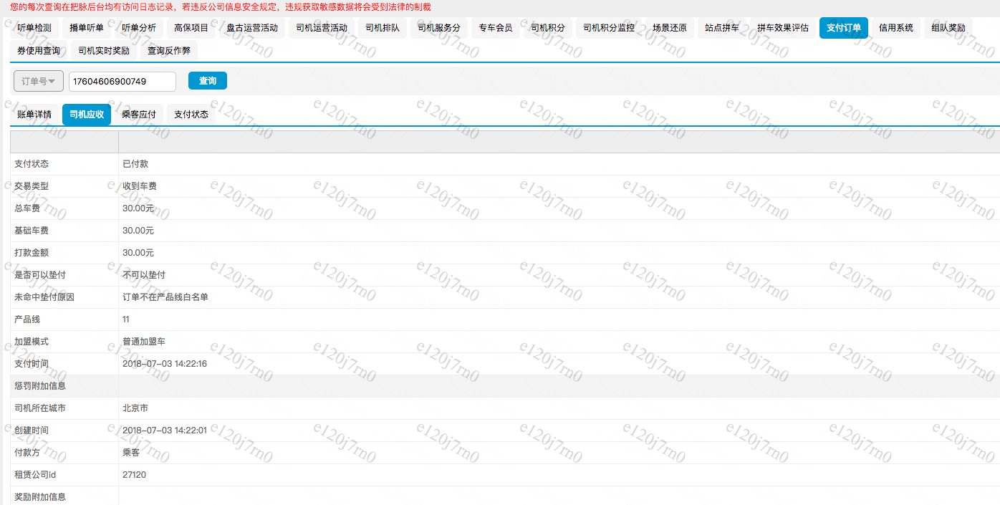 您的每次查询在把脉后台均有访问日志记录，若违反公司信息安全规定，违规获取敏感数据将会受到法律的制裁
听单检测 播单听单 听单分析 高保项目 盘古运营活动 司机运营活动 司机排队 司机服务分 专车会员 司机积分 司机积分监控 场景还原 站点拼车 拼车效果评估 支付订单 信用系统 组队奖励
券使用查询 司机实时奖励 查询反作弊
订单号 17604606900749 查询
账单详情 司机应收 乘客应付 支付状态
支付状态 已付款
交易类型 收到车费
总车费 30.00元
基础车费 30.00元
打款金额 30.00元
是否可以垫付 不可以垫付
未命中垫付原因 订单不在产品线白名单
产品线 11
加盟模式 普通加盟车
支付时间 2018-07-03 14:22:16
惩罚附加信息
司机所在城市 北京市
创建时间 2018-07-03 14:22:01
付款方 乘客
租赁公司id 27120
奖励附加信息
e120j7rn0